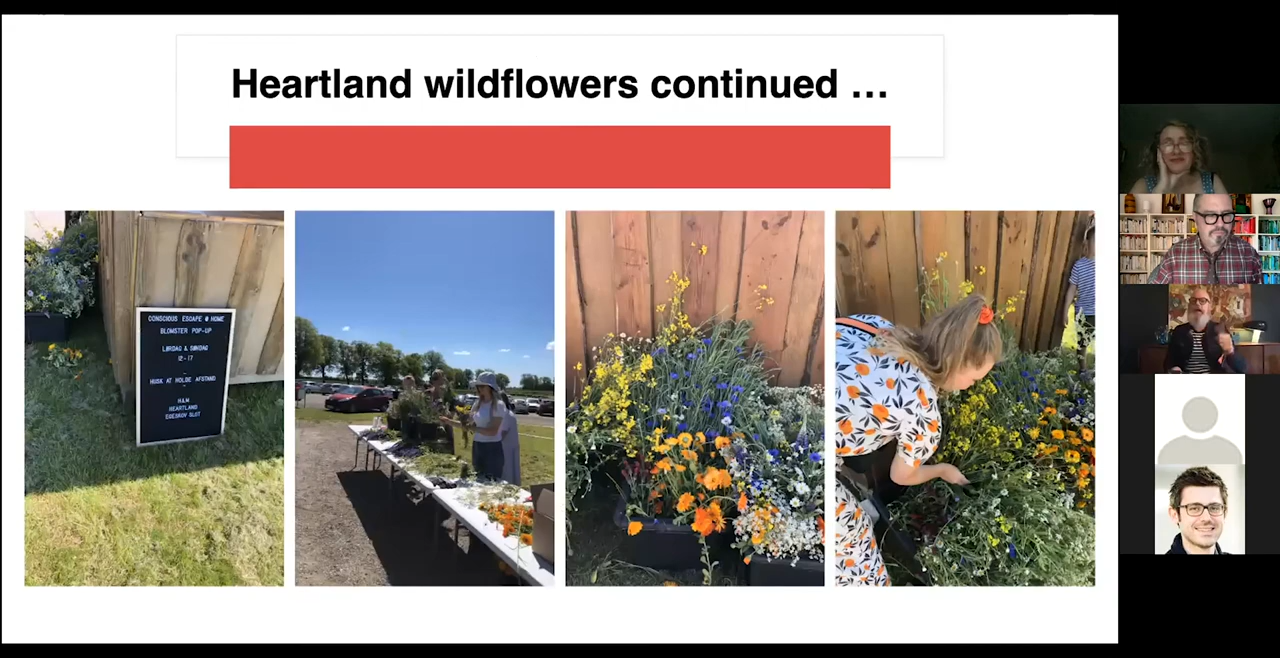 Heartland wildflowers continued …
CONSCIOUS ESCAPE @ HOME
BLOMSTER POP-UP
LØRDAG & SØNDAG
12-17
HUSK AT HOLDE AFSTAND
H&M
HEARTLAND
EGESKOV SLOT